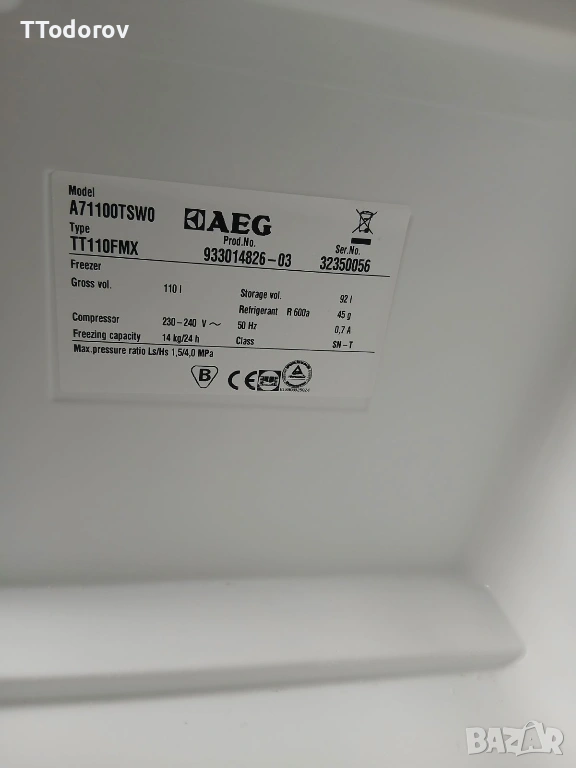 TTodorov
Model
A71100TSW0
AEG
Type
Prod.No.
Ser.No.
TT110FMX
933014826-03
32350056
Freezer
Gross vol. 110 l
Storage vol. 92 l
Refrigerant R 600a 45 g
Compressor 230-240 V ~ 50 Hz 0,7 A
Freezing capacity 14 kg/24 h Class SN-T
Max.pressure ratio Ls/Hs 1,5/4,0 MPa
B
CE
BAZAR